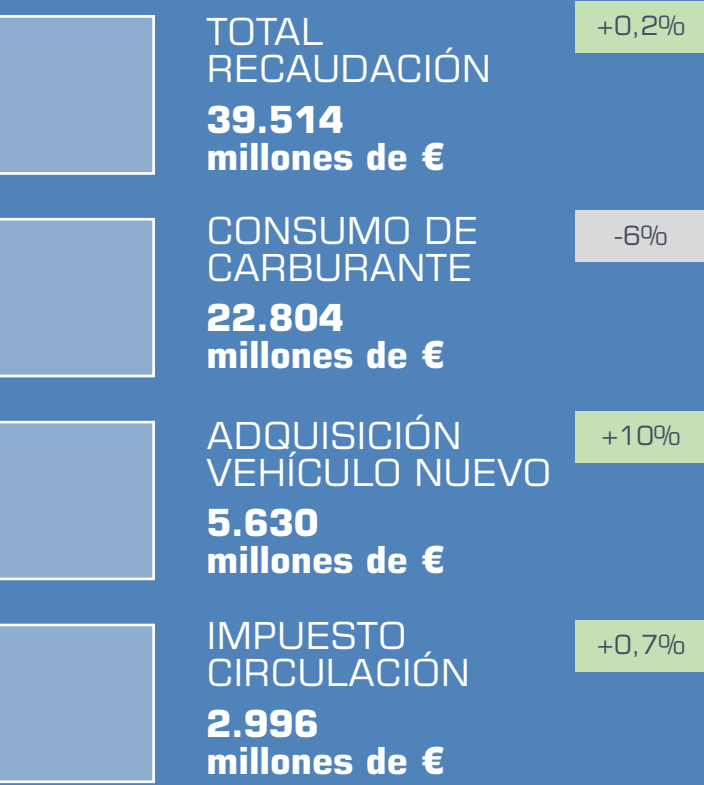 TOTAL
RECAUDACIÓN
+0,2%
39.514
millones de €
CONSUMO DE
CARBURANTE
-6%
22.804
millones de €
ADQUISICIÓN
VEHÍCULO NUEVO
+10%
5.630
millones de €
IMPUESTO
CIRCULACIÓN
+0,7%
2.996
millones de €